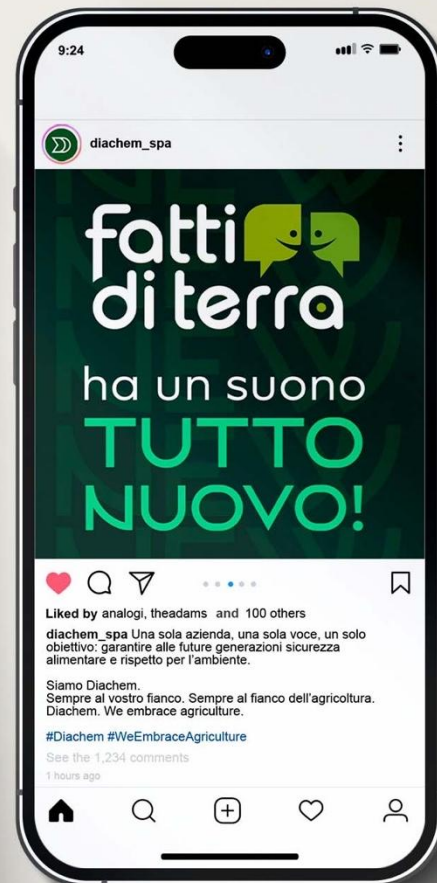 9:24
diachem_spa
fatti
di terra
ha un suono
TUTTO
NUOVO!
Liked by analogi, theadams and 100 others
diachem_spa Una sola azienda, una sola voce, un solo
obiettivo: garantire alle future generazioni sicurezza
alimentare e rispetto per l'ambiente.
Siamo Diachem.
Sempre al vostro fianco. Sempre al fianco dell'agricoltura.
Diachem. We embrace agriculture.
#Diachem #WeEmbraceAgriculture
See the 1,234 comments
1 hours ago